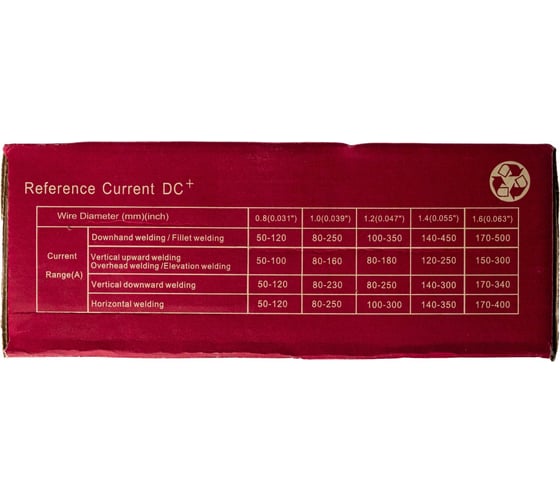 Reference Current DC+
Wire Diameter (mm)(inch) 0.8(0.031") 1.0(0.039") 1.2(0.047") 1.4(0.055") 1.6(0.063")
Current Range(A)
Downhand welding / Fillet welding 50-120 80-250 100-350 140-450 170-500
Vertical upward welding
Overhead welding /Elevation welding 50-100 80-160 80-180 120-250 150-300
Vertical downward welding 50-120 80-230 80-250 140-300 170-340
Horizontal welding 50-120 80-250 100-300 140-350 170-400